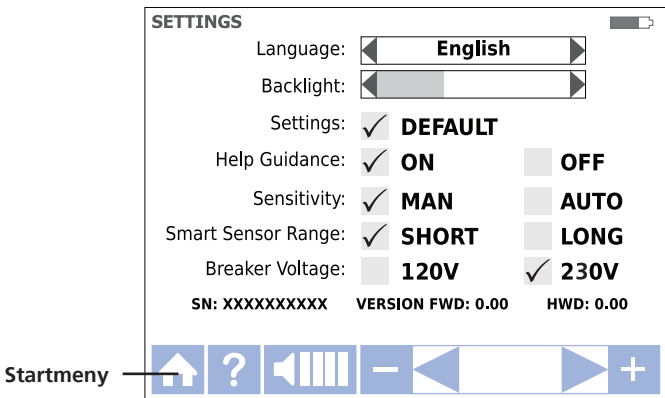 SETTINGS
Language: English
Backlight:
Settings: ✓ DEFAULT
Help Guidance: ✓ ON OFF
Sensitivity: ✓ MAN AUTO
Smart Sensor Range: ✓ SHORT LONG
Breaker Voltage: 120V ✓ 230V
SN: XXXXXXXXXX VERSION FWD: 0.00 HWD: 0.00
Startmeny ? − +